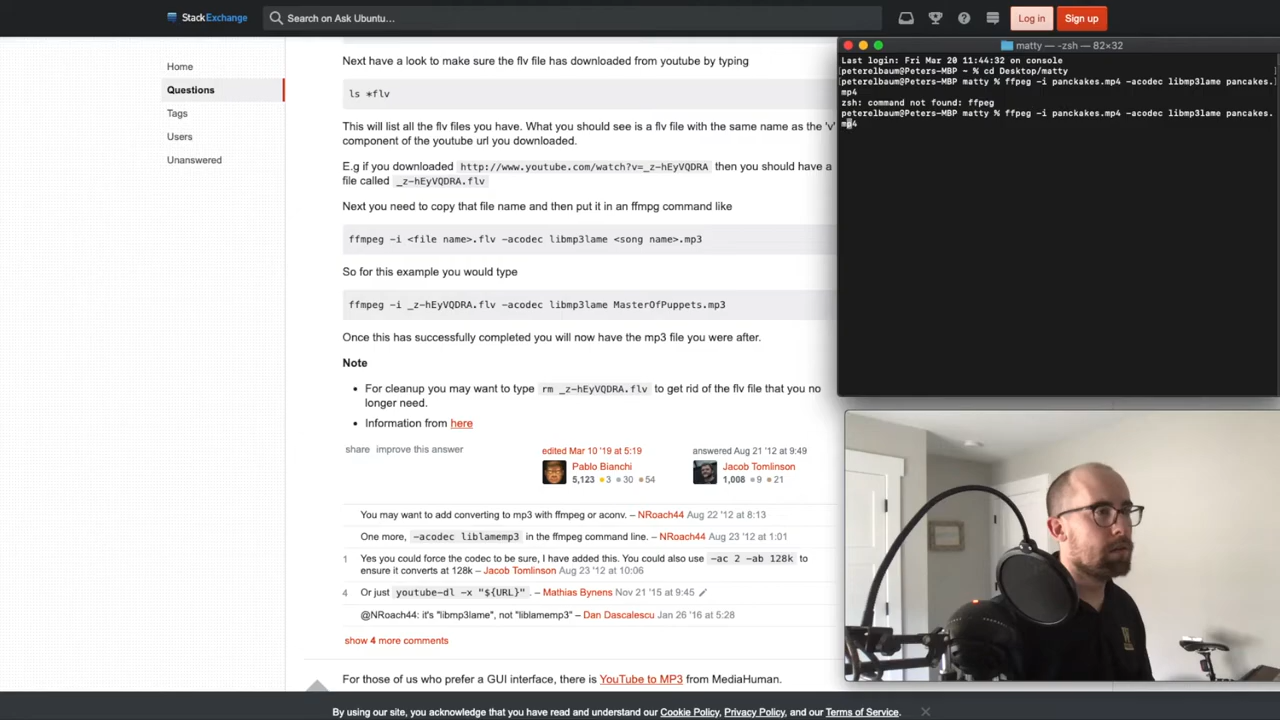 StackExchange
Search on Ask Ubuntu...
Log in
Sign up
Home
Questions
Tags
Users
Unanswered
Next have a look to make sure the flv file has downloaded from youtube by typing
ls *flv
This will list all the flv files you have. What you should see is a flv file with the same name as the 'v'
component of the youtube url you downloaded.
E.g if you downloaded http://www.youtube.com/watch?v=_z-hEyVQDRA then you should have a
file called _z-hEyVQDRA.flv
Next you need to copy that file name and then put it in an ffmpg command like
ffmpeg -i <file name>.flv -acodec libmp3lame <song name>.mp3
So for this example you would type
ffmpeg -i _z-hEyVQDRA.flv -acodec libmp3lame MasterOfPuppets.mp3
Once this has successfully completed you will now have the mp3 file you were after.
Note
• For cleanup you may want to type rm _z-hEyVQDRA.flv to get rid of the flv file that you no
longer need.
• Information from here
share improve this answer
edited Mar 10 '19 at 5:19
Pablo Bianchi
5,123 3 30 54
answered Aug 21 '12 at 9:49
Jacob Tomlinson
1,008 9 21
You may want to add converting to mp3 with ffmpeg or aconv. – NRoach44 Aug 22 '12 at 8:13
One more, -acodec liblamemp3 in the ffmpeg command line. – NRoach44 Aug 23 '12 at 1:01
1 Yes you could force the codec to be sure, I have added this. You could also use -ac 2 -ab 128k to
ensure it converts at 128k – Jacob Tomlinson Aug 23 '12 at 10:06
4 Or just youtube-dl -x "${URL}" . – Mathias Bynens Nov 21 '15 at 9:45
@NRoach44: it's "libmp3lame", not "liblamemp3" – Dan Dascalescu Jan 26 '16 at 5:28
show 4 more comments
For those of us who prefer a GUI interface, there is YouTube to MP3 from MediaHuman.
By using our site, you acknowledge that you have read and understand our Cookie Policy, Privacy Policy, and our Terms of Service.
matty — -zsh — 82×32
Last login: Fri Mar 20 11:44:32 on console
[peterelbaum@Peters-MBP ~ % cd Desktop/matty
[peterelbaum@Peters-MBP matty % ffpeg -i panckakes.mp4 -acodec libmp3lame pancakes.]
mp4
zsh: command not found: ffpeg
peterelbaum@Peters-MBP matty % ffpeg -i panckakes.mp4 -acodec libmp3lame pancakes.
mp4